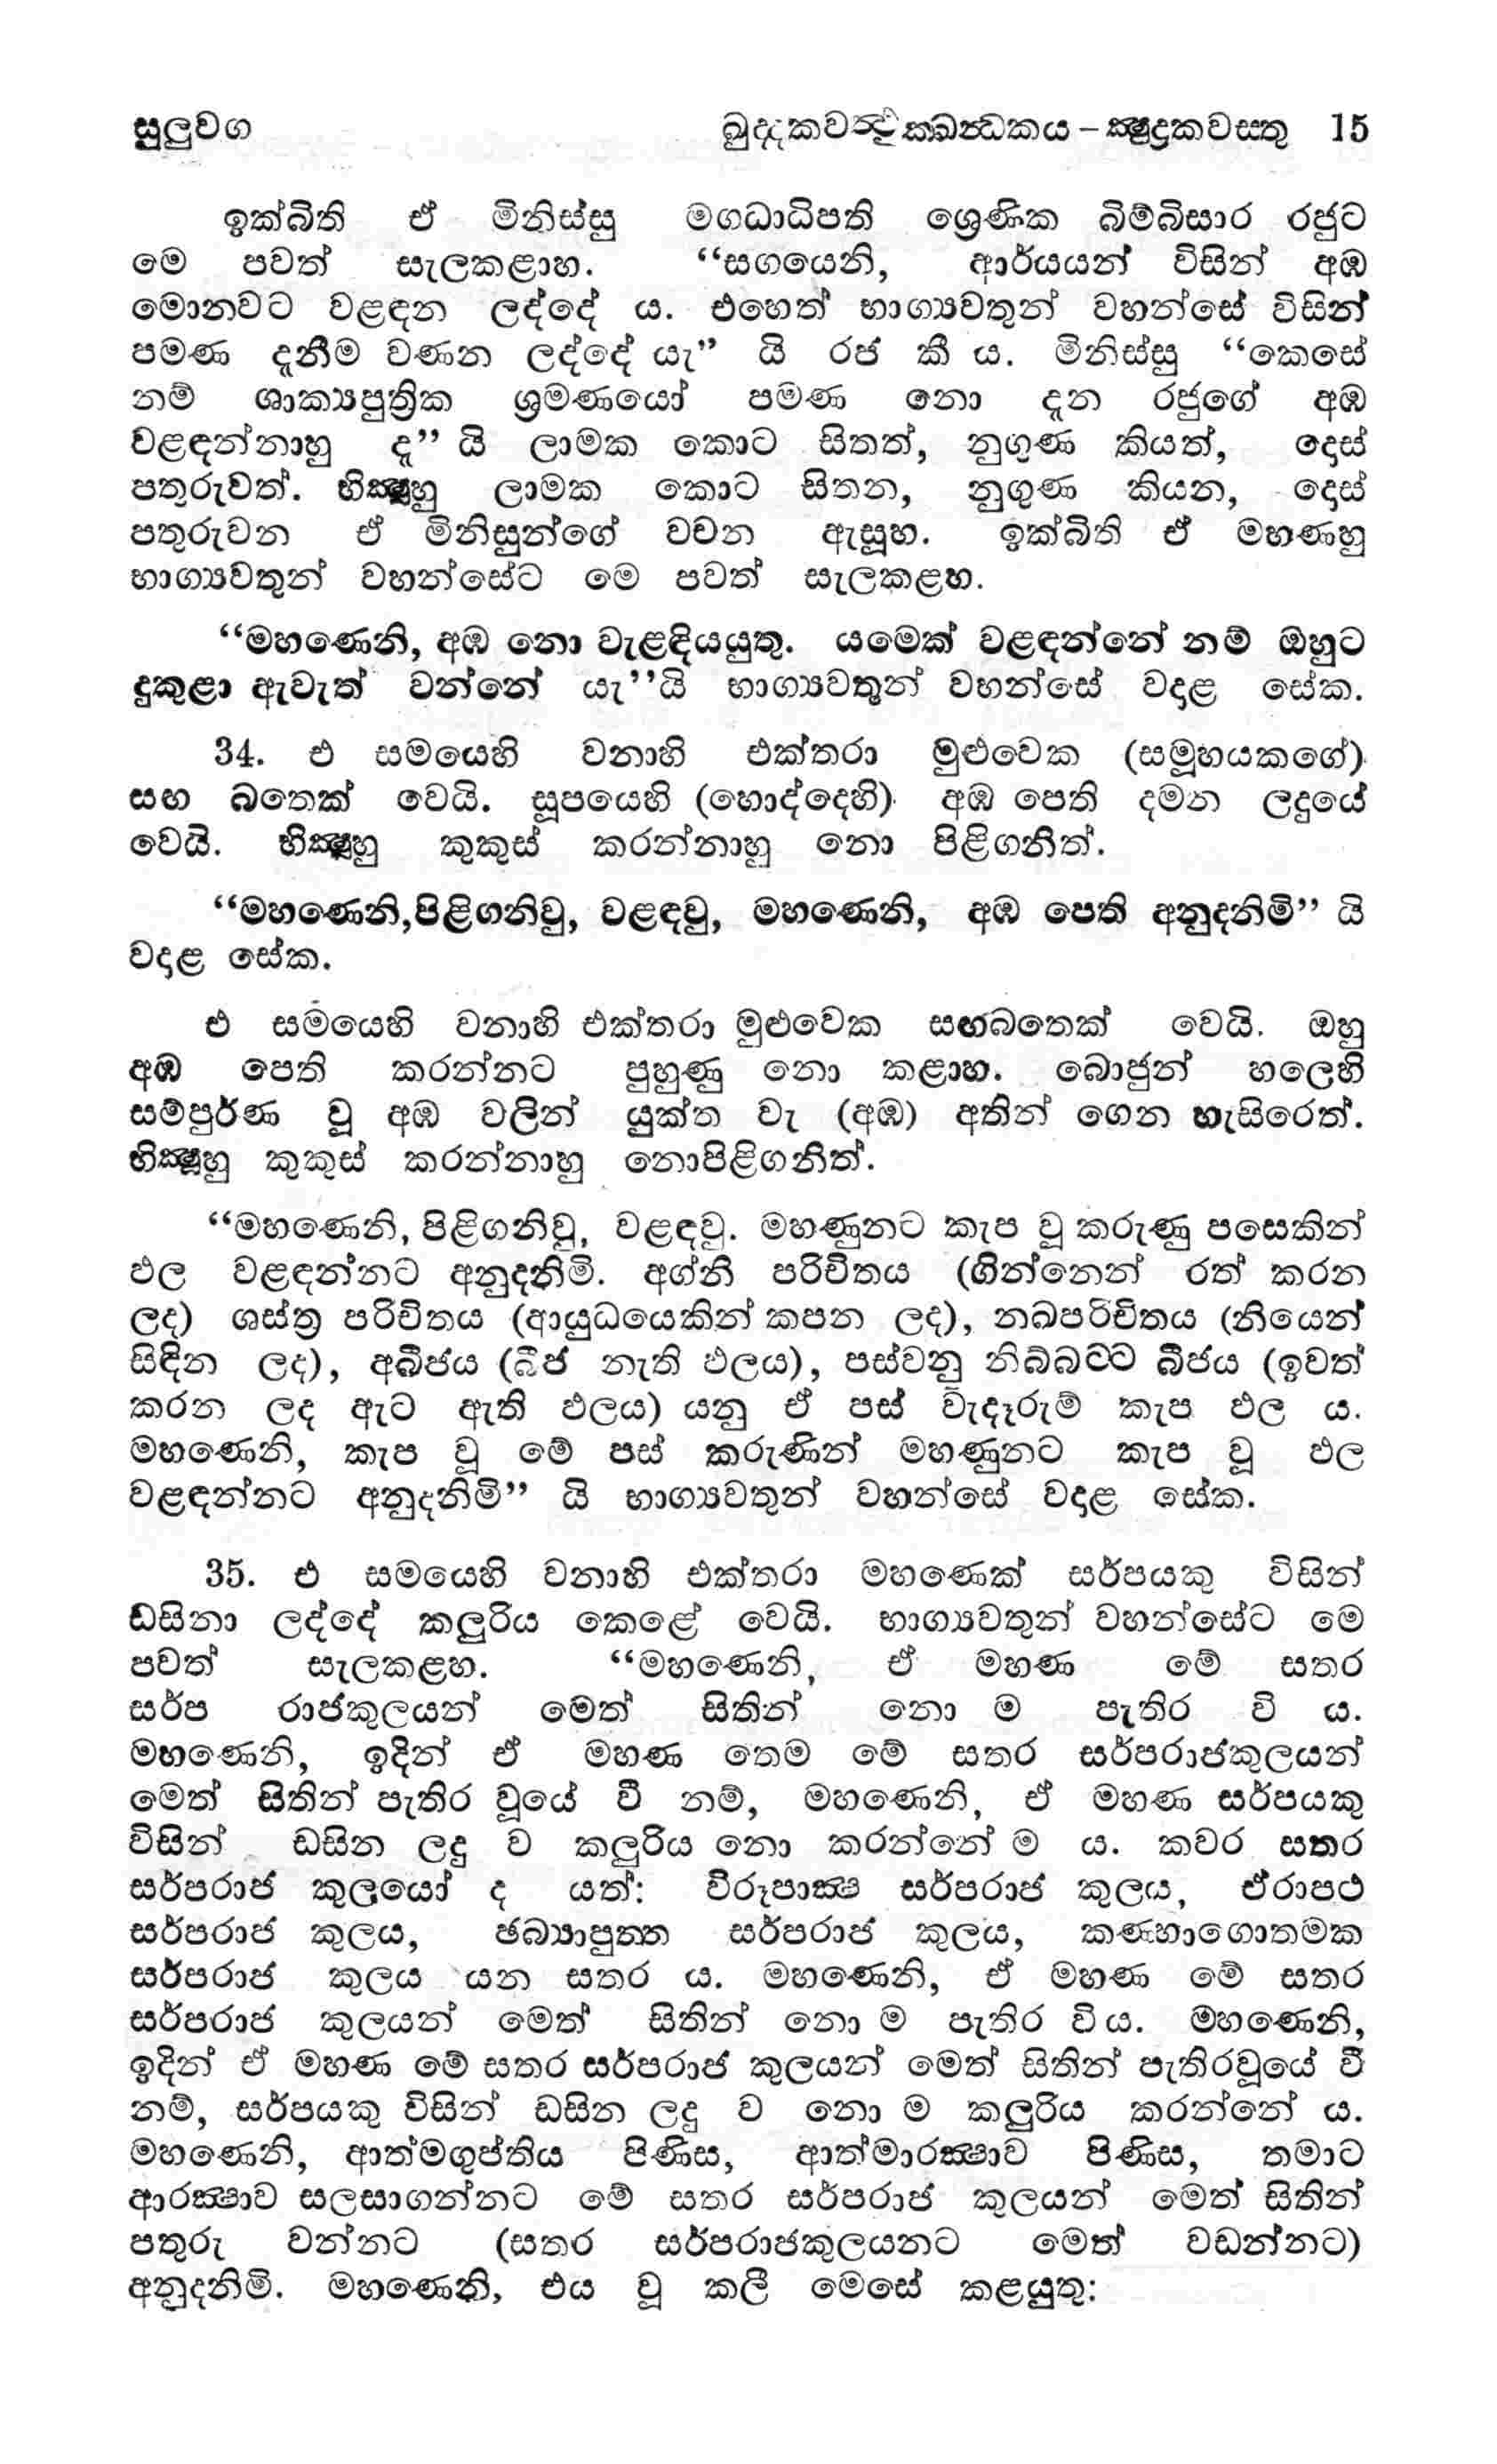 සුලුවග ඛුද්දකවත්‍ථුක්ඛන්‍ධකය – ක්‍ෂුද්‍රකවස්තු 15
ඉක්බිති ඒ මිනිස්සු මගධාධිපති ශ්‍රෙණික බිම්බිසාර රජුට
මෙ පවත් සැලකළාහ. “සගයෙනි, ආර්යයන් විසින් අඹ
මොනවට වළඳන ලද්දේ ය. එහෙත් භාග්‍යවතුන් වහන්සේ විසින්
පමණ දැනීම වණන ලද්දේ යැ” යි රජ කී ය. මිනිස්සු “කෙසේ
නම් ශාක්‍යපුත්‍රික ශ්‍රමණයෝ පමණ නො දැන රජුගේ අඹ
වළඳන්නාහු දැ” යි ලාමක කොට සිතත්, නුගුණ කියත්, දොස්
පතුරුවත්. භික්‍ෂූහු ලාමක කොට සිතන, නුගුණ කියන, දොස්
පතුරුවන ඒ මිනිසුන්ගේ වචන ඇසූහ. ඉක්බිති ඒ මහණහු
භාග්‍යවතුන් වහන්සේට මෙ පවත් සැලකළහ.
“මහණෙනි, අඹ නො වැළඳියයුතු. යමෙක් වළඳන්නේ නම් ඔහුට
දුකුළා ඇවැත් වන්නේ යැ”යි භාග්‍යවතුන් වහන්සේ වදාළ සේක.
34. එ සමයෙහි වනාහි එක්තරා මුළුවෙක (සමූහයකගේ)
සඟ බතෙක් වෙයි. සූපයෙහි (හොද්දෙහි) අඹ පෙති දමන ලදුයේ
වෙයි. භික්‍ෂූහු කුකුස් කරන්නාහු නො පිළිගනිත්.
“මහණෙනි,පිළිගනිවු, වළඳවු, මහණෙනි, අඹ පෙති අනුදනිමි” යි
වදාළ සේක.
එ සමයෙහි වනාහි එක්තරා මුළුවෙක සඟබතෙක් වෙයි. ඔහු
අඹ පෙති කරන්නට පුහුණු නො කළාහ. බොජුන් හලෙහි
සම්පුර්ණ වූ අඹ වලින් යුක්ත වැ (අඹ) අතින් ගෙන හැසිරෙත්.
භික්‍ෂූහු කුකුස් කරන්නාහු නොපිළිගනිත්.
“මහණෙනි, පිළිගනිවු, වළඳවු. මහණුනට කැප වූ කරුණු පසෙකින්
ඵල වළඳන්නට අනුදනිමි. අග්නි පරිචිතය (ගින්නෙන් රත් කරන
ලද) ශස්ත්‍ර පරිචිතය (ආයුධයෙකින් කපන ලද), නඛපරිචිතය (නියෙන්
සිඳින ලද), අබීජය (බීජ නැති ඵලය), පස්වනු නිබ්බට්ට බීජය (ඉවත්
කරන ලද ඇට ඇති ඵලය) යනු ඒ පස් වැදෑරුම් කැප ඵල ය.
මහණෙනි, කැප වූ මේ පස් කරුණින් මහණුනට කැප වූ ඵල
වළඳන්නට අනුදනිමි” යි භාග්‍යවතුන් වහන්සේ වදාළ සේක.
35. එ සමයෙහි වනාහි එක්තරා මහණෙක් සර්පයකු විසින්
ඩසිනා ලද්දේ කලුරිය කෙළේ වෙයි. භාග්‍යවතුන් වහන්සේට මෙ
පවත් සැලකළහ. “මහණෙනි, ඒ මහණ මේ සතර
සර්ප රාජකුලයන් මෙත් සිතින් නො ම පැතිර වි ය.
මහණෙනි, ඉදින් ඒ මහණ තෙම මේ සතර සර්පරාජකුලයන්
මෙත් සිතින් පැතිර වූයේ වී නම්, මහණෙනි, ඒ මහණ සර්පයකු
විසින් ඩසින ලදු ව කලුරිය නො කරන්නේ ම ය. කවර සතර
සර්පරාජ කුලයෝ ද යත්: විරූපාක්‍ෂ සර්පරාජ කුලය, ඒරාපථ
සර්පරාජ කුලය, ඡබ්‍යාපුත්ත සර්පරාජ කුලය, කණ්හාගොතමක
සර්පරාජ කුලය යන සතර ය. මහණෙනි, ඒ මහණ මේ සතර
සර්පරාජ කුලයන් මෙත් සිතින් නො ම පැතිර විය. මහණෙනි,
ඉදින් ඒ මහණ මේ සතර සර්පරාජ කුලයන් මෙත් සිතින් පැතිරවූයේ වී
නම්, සර්පයකු විසින් ඩසින ලදු ව නො ම කලුරිය කරන්නේ ය.
මහණෙනි, ආත්මගුප්තිය පිණිස, ආත්මාරක්‍ෂාව පිණිස, තමාට
ආරක්‍ෂාව සලසාගන්නට මේ සතර සර්පරාජ කුලයන් මෙත් සිතින්
පතුරු වන්නට (සතර සර්පරාජකුලයනට මෙත් වඩන්නට)
අනුදනිමි. මහණෙනි, එය වූ කලී මෙසේ කළයුතු: